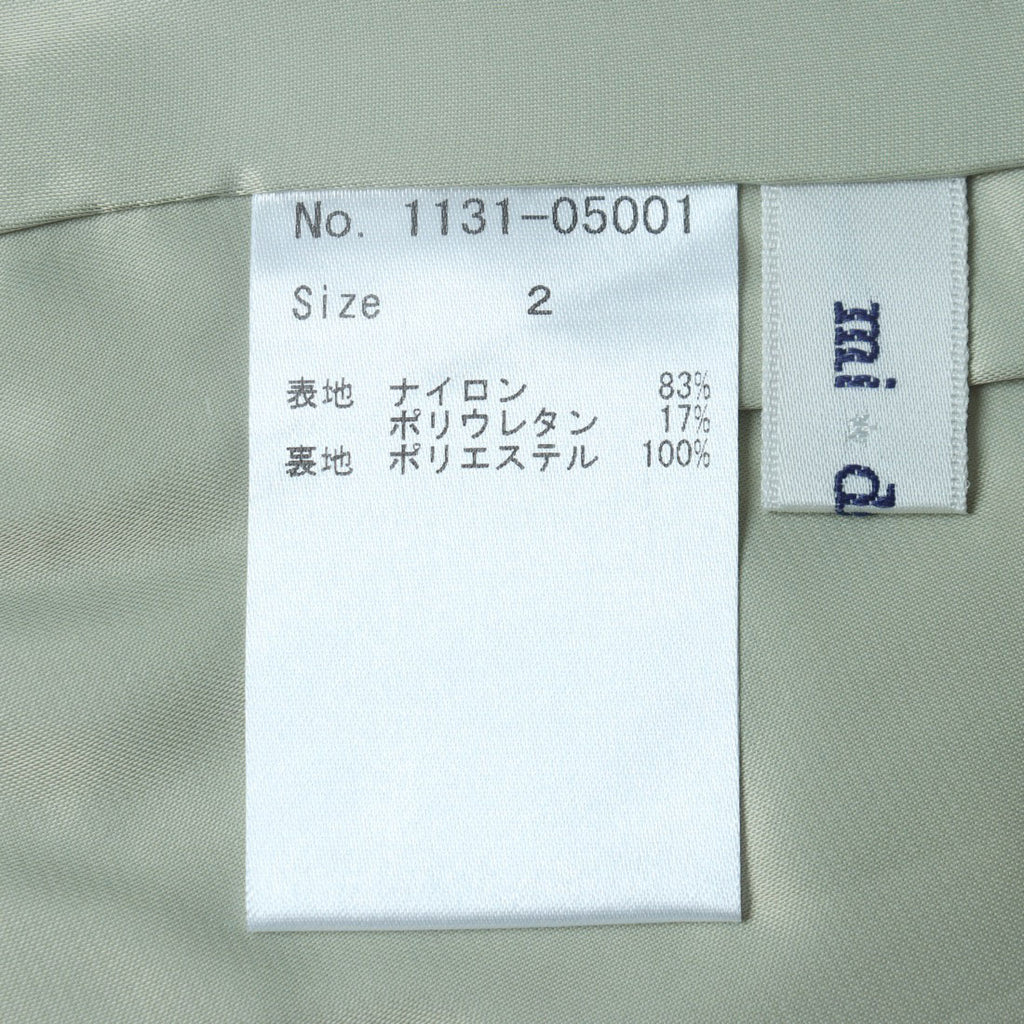 No. 1131-05001
Size 2
表地 ナイロン 83%
ポリウレタン 17%
裏地 ポリエステル 100%
mi